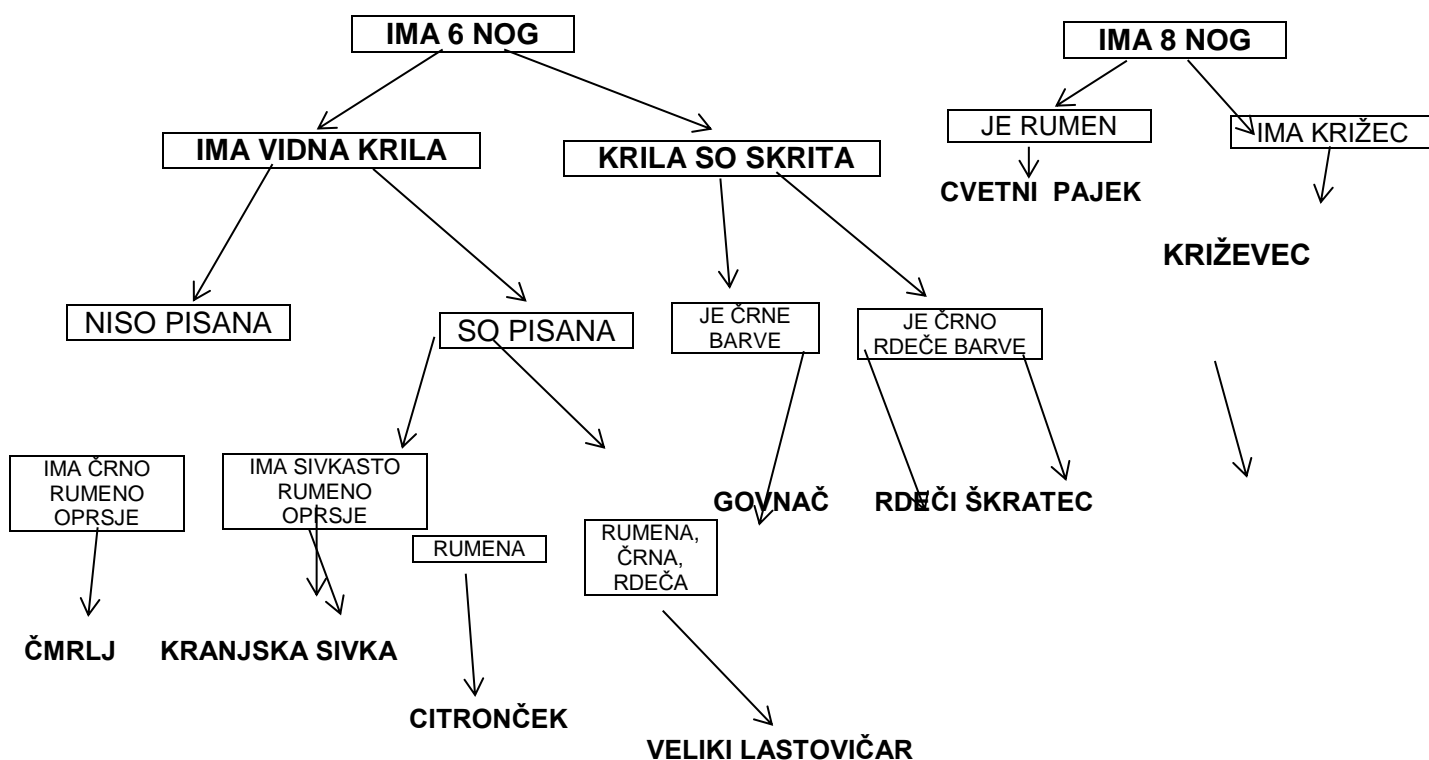 IMA 6 NOG
IMA 8 NOG
JE RUMEN
IMA KRIŽEC
IMA VIDNA KRILA
KRILA SO SKRITA
CVETNI PAJEK
KRIŽEVEC
NISO PISANA
SO PISANA
JE ČRNE
BARVE
JE ČRNO
RDEČE BARVE
IMA ČRNO
RUMENO
OPRSJE
IMA SIVKASTO
RUMENO
OPRSJE
GOVNAČ
RDEČI ŠKRATEC
RUMENA
RUMENA,
ČRNA,
RDEČA
ČMRLJ
KRANJSKA SIVKA
CITRONČEK
VELIKI LASTOVIČAR